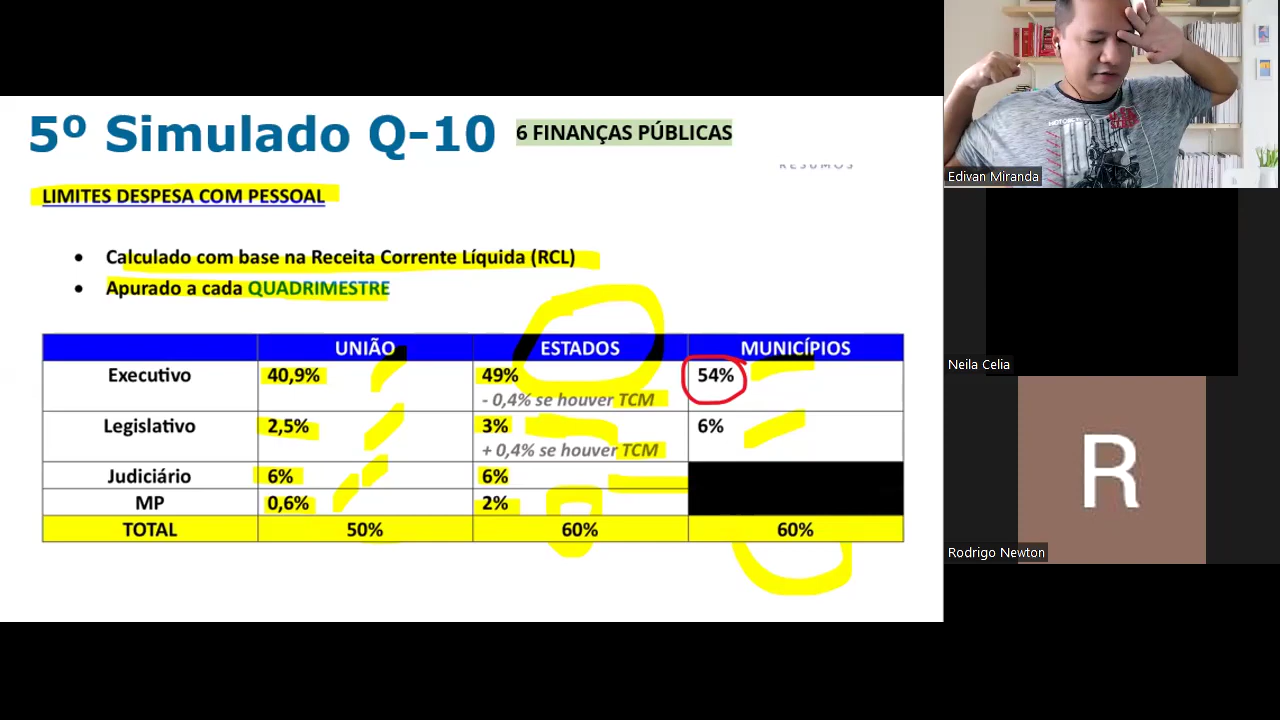 5º Simulado Q-10
6 FINANÇAS PÚBLICAS
RESUMOS
LIMITES DESPESA COM PESSOAL
• Calculado com base na Receita Corrente Líquida (RCL)
• Apurado a cada QUADRIMESTRE
UNIÃO ESTADOS MUNICÍPIOS
Executivo 40,9% 49% 54%
- 0,4% se houver TCM
Legislativo 2,5% 3% 6%
+ 0,4% se houver TCM
Judiciário 6% 6%
MP 0,6% 2%
TOTAL 50% 60% 60%
Edivan Miranda
Neila Celia
R
Rodrigo Newton